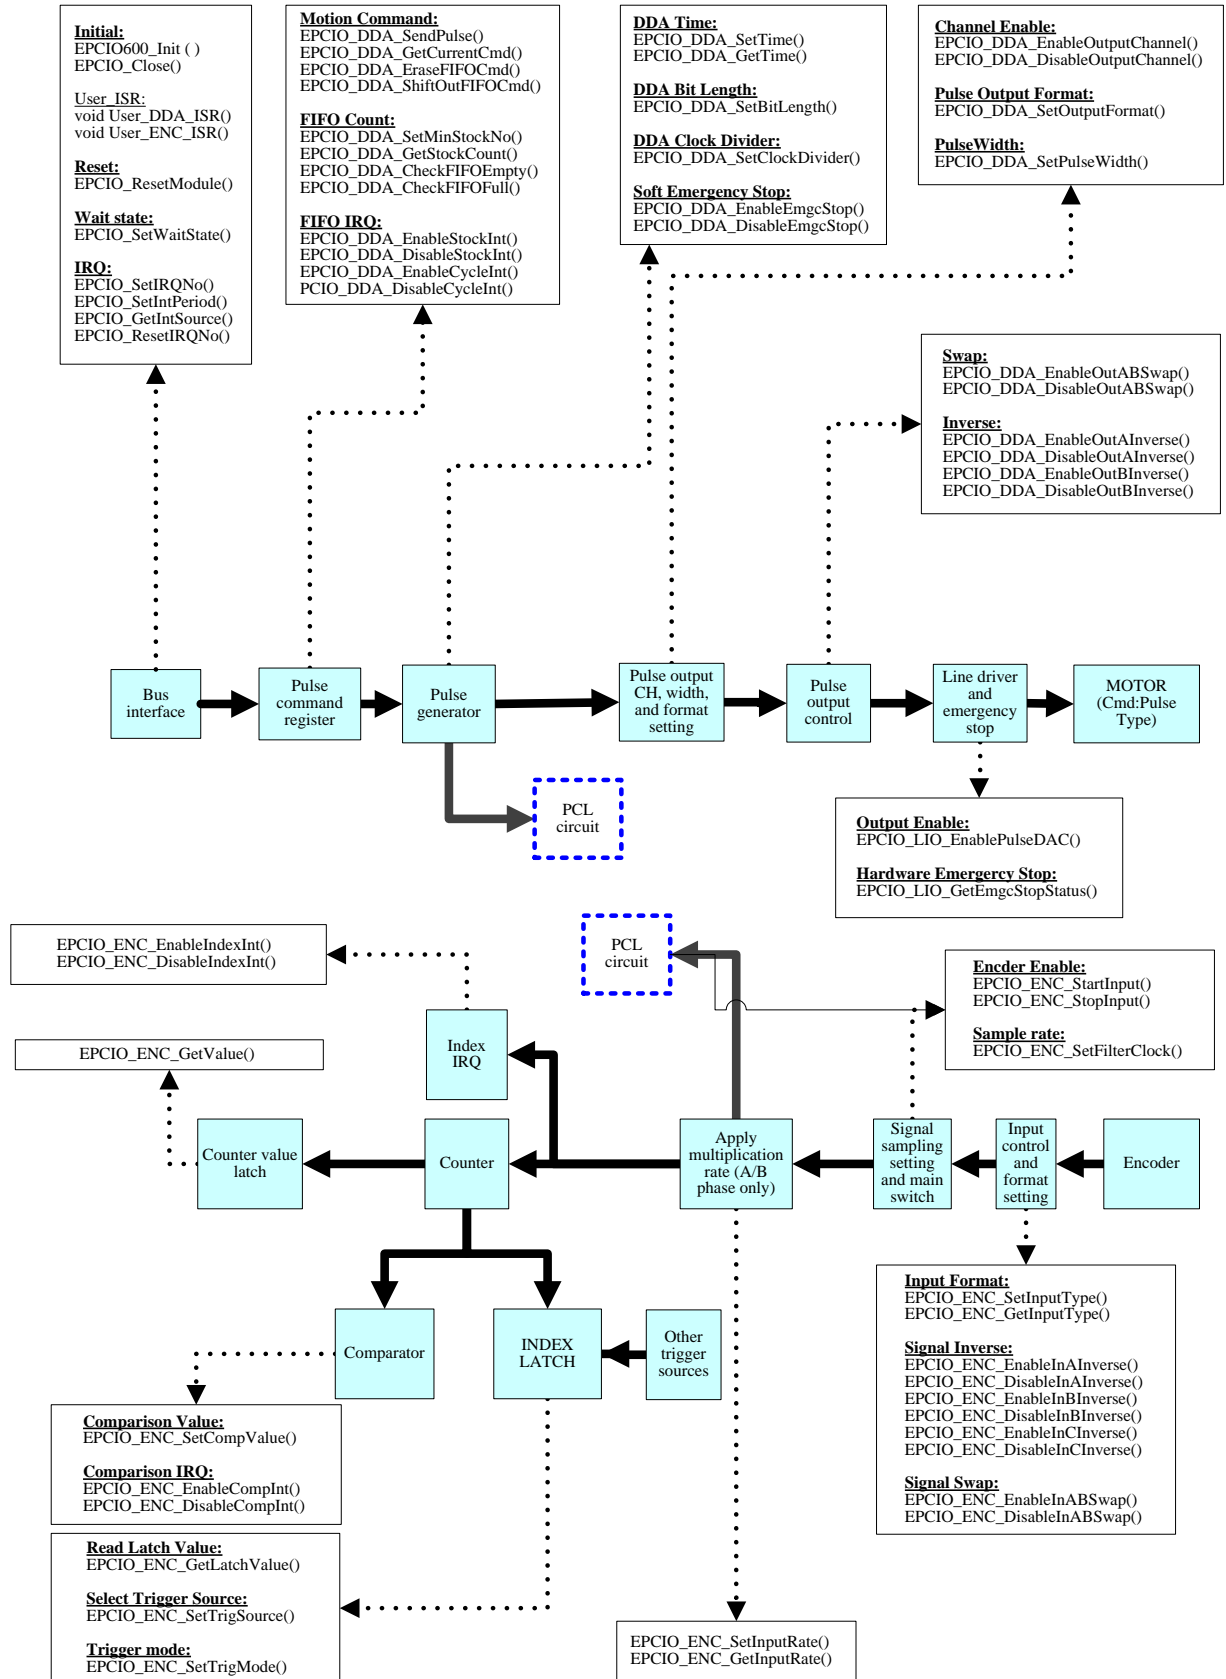 Initial:
EPCIO600_Init ( )
EPCIO_Close()
User_ISR:
void User_DDA_ISR()
void User_ENC_ISR()
Reset:
EPCIO_ResetModule()
Wait state:
EPCIO_SetWaitState()
IRQ:
EPCIO_SetIRQNo()
EPCIO_SetIntPeriod()
EPCIO_GetIntSource()
EPCIO_ResetIRQNo()
Motion Command:
EPCIO_DDA_SendPulse()
EPCIO_DDA_GetCurrentCmd()
EPCIO_DDA_EraseFIFOCmd()
EPCIO_DDA_ShiftOutFIFOCmd()
FIFO Count:
EPCIO_DDA_SetMinStockNo()
EPCIO_DDA_GetStockCount()
EPCIO_DDA_CheckFIFOEmpty()
EPCIO_DDA_CheckFIFOFull()
FIFO IRQ:
EPCIO_DDA_EnableStockInt()
EPCIO_DDA_DisableStockInt()
EPCIO_DDA_EnableCycleInt()
PCIO_DDA_DisableCycleInt()
DDA Time:
EPCIO_DDA_SetTime()
EPCIO_DDA_GetTime()
DDA Bit Length:
EPCIO_DDA_SetBitLength()
DDA Clock Divider:
EPCIO_DDA_SetClockDivider()
Soft Emergency Stop:
EPCIO_DDA_EnableEmgcStop()
EPCIO_DDA_DisableEmgcStop()
Channel Enable:
EPCIO_DDA_EnableOutputChannel()
EPCIO_DDA_DisableOutputChannel()
Pulse Output Format:
EPCIO_DDA_SetOutputFormat()
PulseWidth:
EPCIO_DDA_SetPulseWidth()
Swap:
EPCIO_DDA_EnableOutABSwap()
EPCIO_DDA_DisableOutABSwap()
Inverse:
EPCIO_DDA_EnableOutAInverse()
EPCIO_DDA_DisableOutAInverse()
EPCIO_DDA_EnableOutBInverse()
EPCIO_DDA_DisableOutBInverse()
Bus
interface
Pulse
command
register
Pulse
generator
Pulse output
CH, width,
and format
setting
Pulse
output
control
Line driver
and
emergency
stop
MOTOR
(Cmd:Pulse
Type)
PCL
circuit
Output Enable:
EPCIO_LIO_EnablePulseDAC()
Hardware Emergercy Stop:
EPCIO_LIO_GetEmgcStopStatus()
EPCIO_ENC_EnableIndexInt()
EPCIO_ENC_DisableIndexInt()
PCL
circuit
Encder Enable:
EPCIO_ENC_StartInput()
EPCIO_ENC_StopInput()
Sample rate:
EPCIO_ENC_SetFilterClock()
EPCIO_ENC_GetValue()
Index
IRQ
Counter value
latch
Counter
Apply
multiplication
rate (A/B
phase only)
Signal
sampling
setting
and main
switch
Input
control
and
format
setting
Encoder
Comparator
INDEX
LATCH
Other
trigger
sources
Input Format:
EPCIO_ENC_SetInputType()
EPCIO_ENC_GetInputType()
Signal Inverse:
EPCIO_ENC_EnableInAInverse()
EPCIO_ENC_DisableInAInverse()
EPCIO_ENC_EnableInBInverse()
EPCIO_ENC_DisableInBInverse()
EPCIO_ENC_EnableInCInverse()
EPCIO_ENC_DisableInCInverse()
Signal Swap:
EPCIO_ENC_EnableInABSwap()
EPCIO_ENC_DisableInABSwap()
Comparison Value:
EPCIO_ENC_SetCompValue()
Comparison IRQ:
EPCIO_ENC_EnableCompInt()
EPCIO_ENC_DisableCompInt()
Read Latch Value:
EPCIO_ENC_GetLatchValue()
Select Trigger Source:
EPCIO_ENC_SetTrigSource()
Trigger mode:
EPCIO_ENC_SetTrigMode()
EPCIO_ENC_SetInputRate()
EPCIO_ENC_GetInputRate()